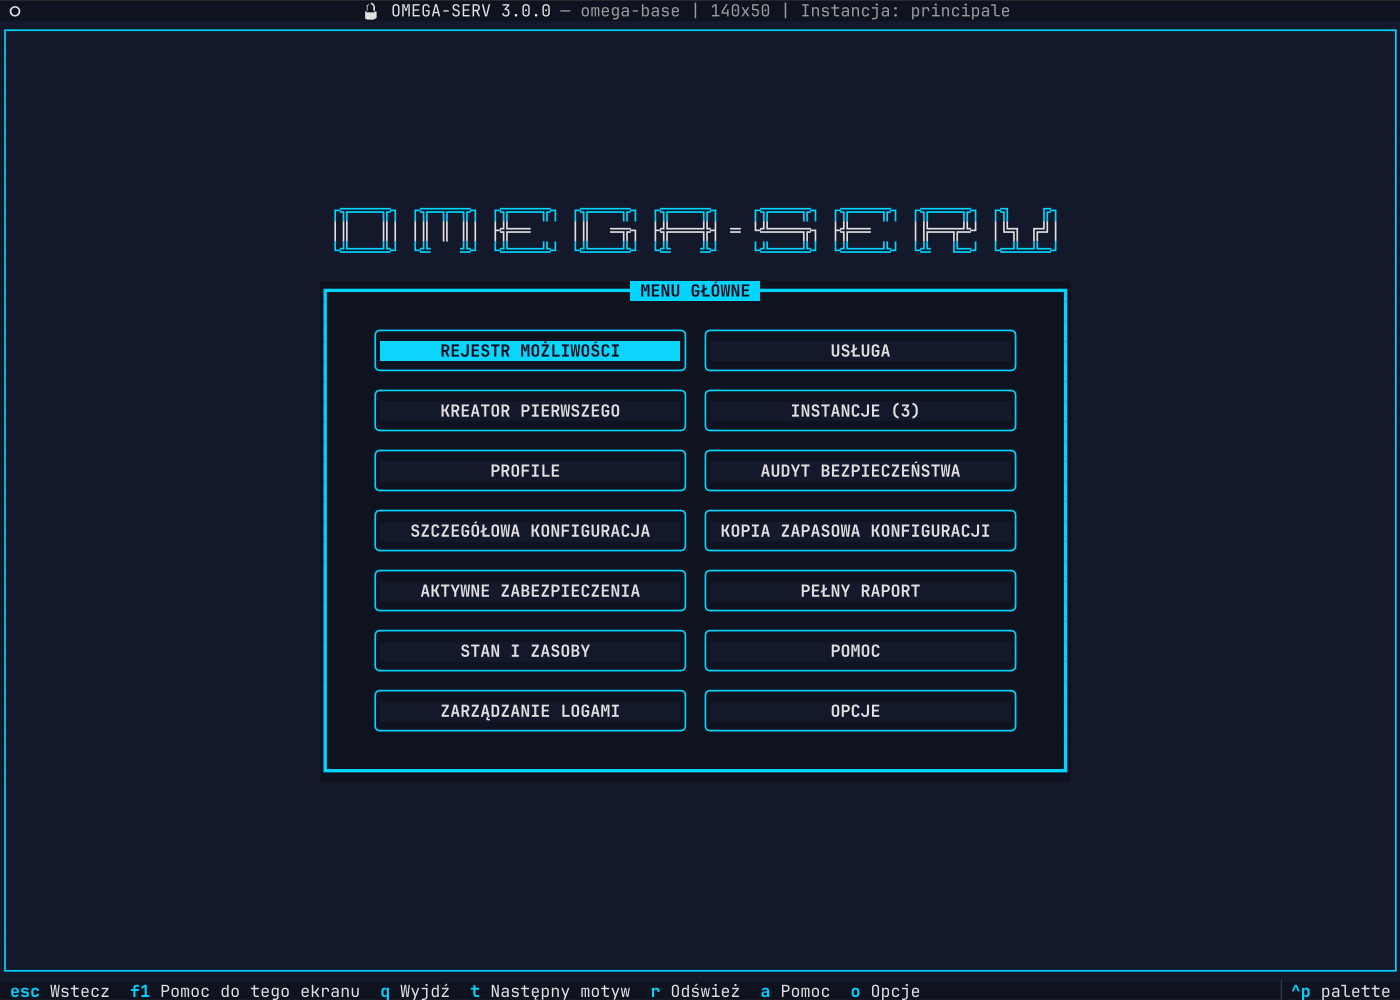 OMEGA-SERV 3.0.0 — omega-base | 140x50 | Instancja: principale
OMEGA-SERV
MENU GŁÓWNE
REJESTR MOŻLIWOŚCI
USŁUGA
KREATOR PIERWSZEGO
INSTANCJE (3)
PROFILE
AUDYT BEZPIECZEŃSTWA
SZCZEGÓŁOWA KONFIGURACJA
KOPIA ZAPASOWA KONFIGURACJI
AKTYWNE ZABEZPIECZENIA
PEŁNY RAPORT
STAN I ZASOBY
POMOC
ZARZĄDZANIE LOGAMI
OPCJE
esc Wstecz f1 Pomoc do tego ekranu q Wyjdź t Następny motyw r Odśwież a Pomoc o Opcje ^p palette